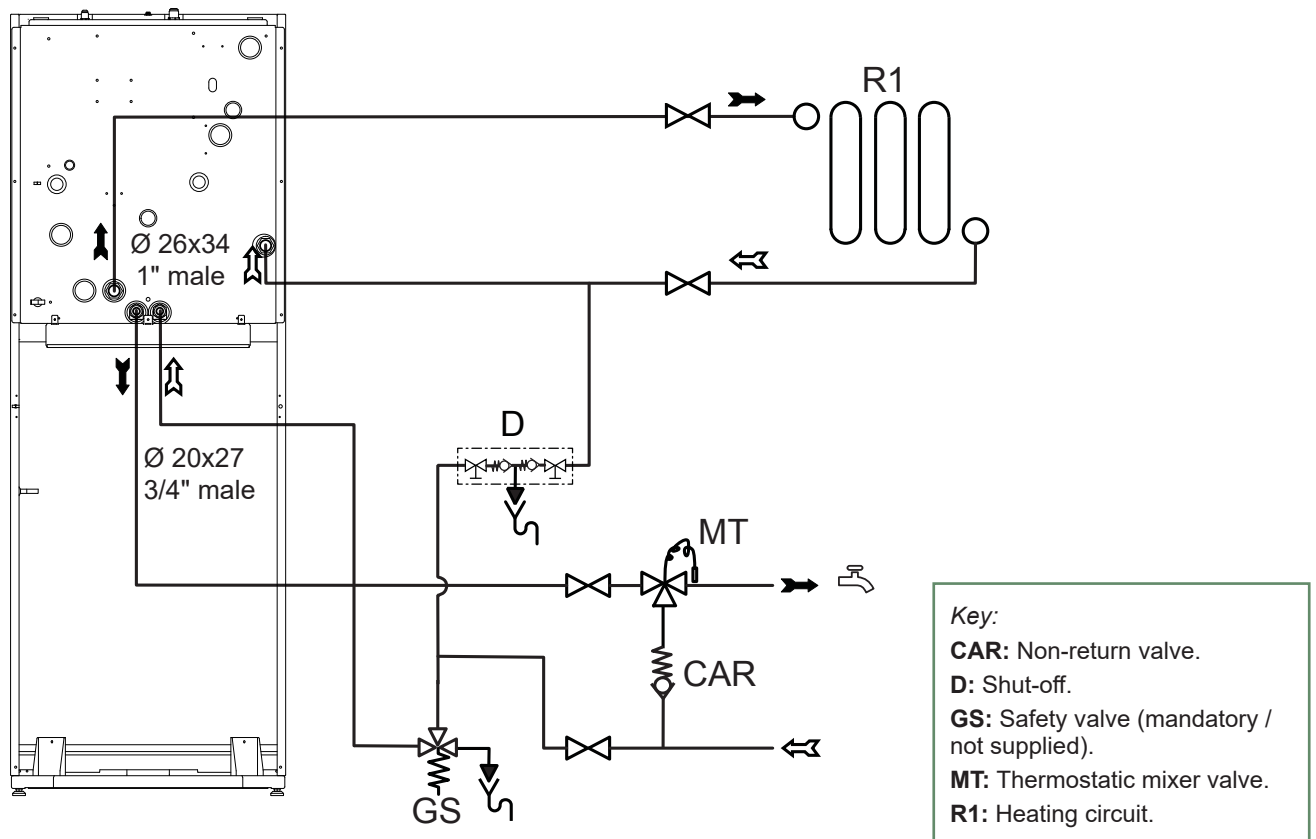 R1
Ø 26x34
1" male
D
Ø 20x27
3/4" male
MT
CAR
GS
Key:
CAR: Non-return valve.
D: Shut-off.
GS: Safety valve (mandatory /
not supplied).
MT: Thermostatic mixer valve.
R1: Heating circuit.